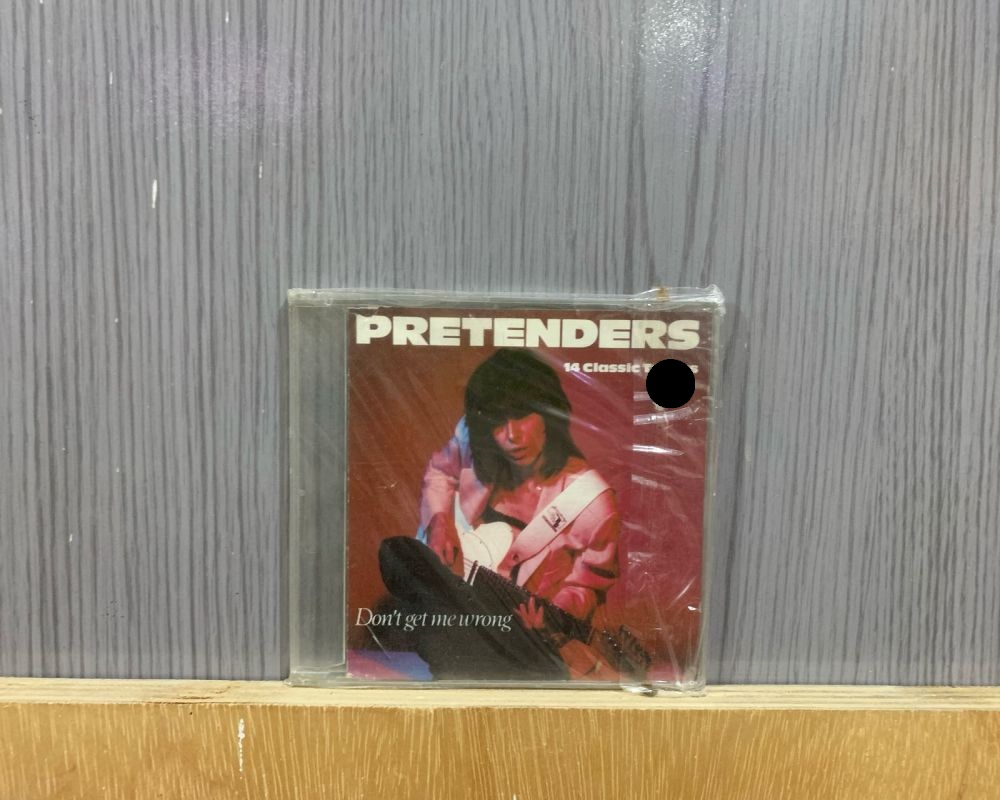 PRETENDERS
14 Classic
Don't get me wrong